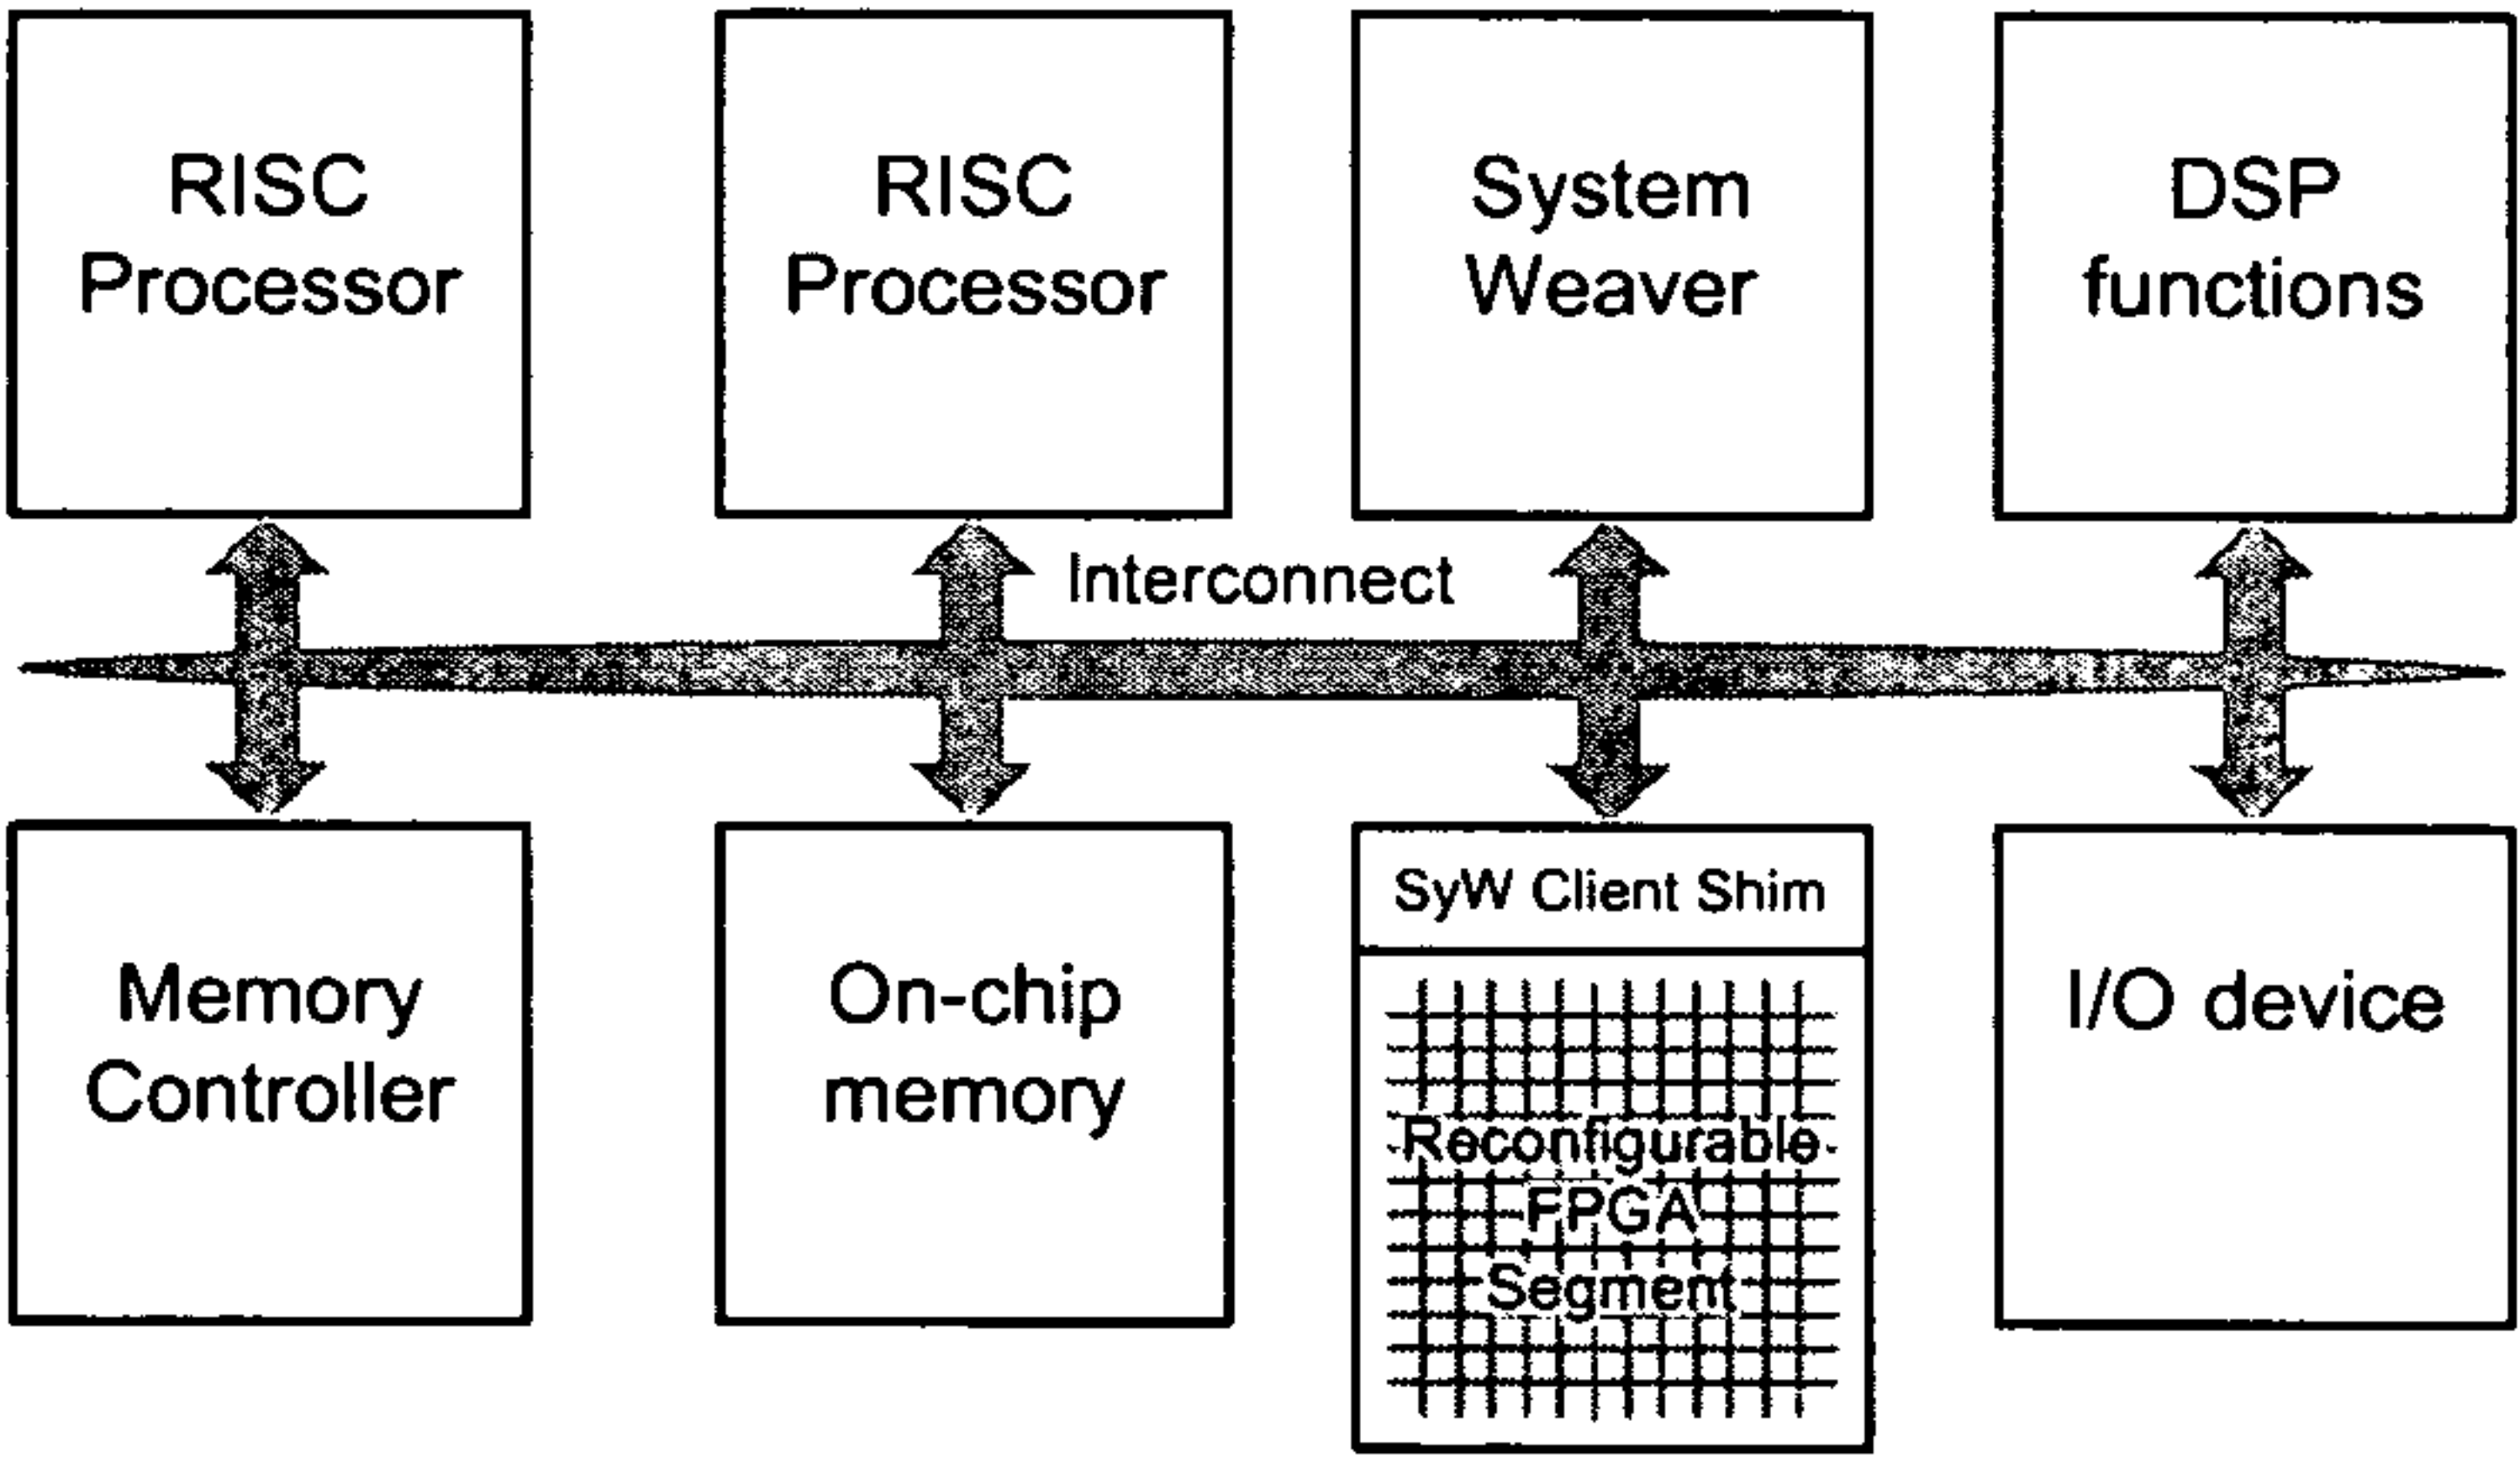 RISC
Processor
RISC
Processor
System
Weaver
DSP
functions
Interconnect
Memory
Controller
On-chip
memory
SyW Client Shim
Reconfigurable
FPGA
Segment
I/O device